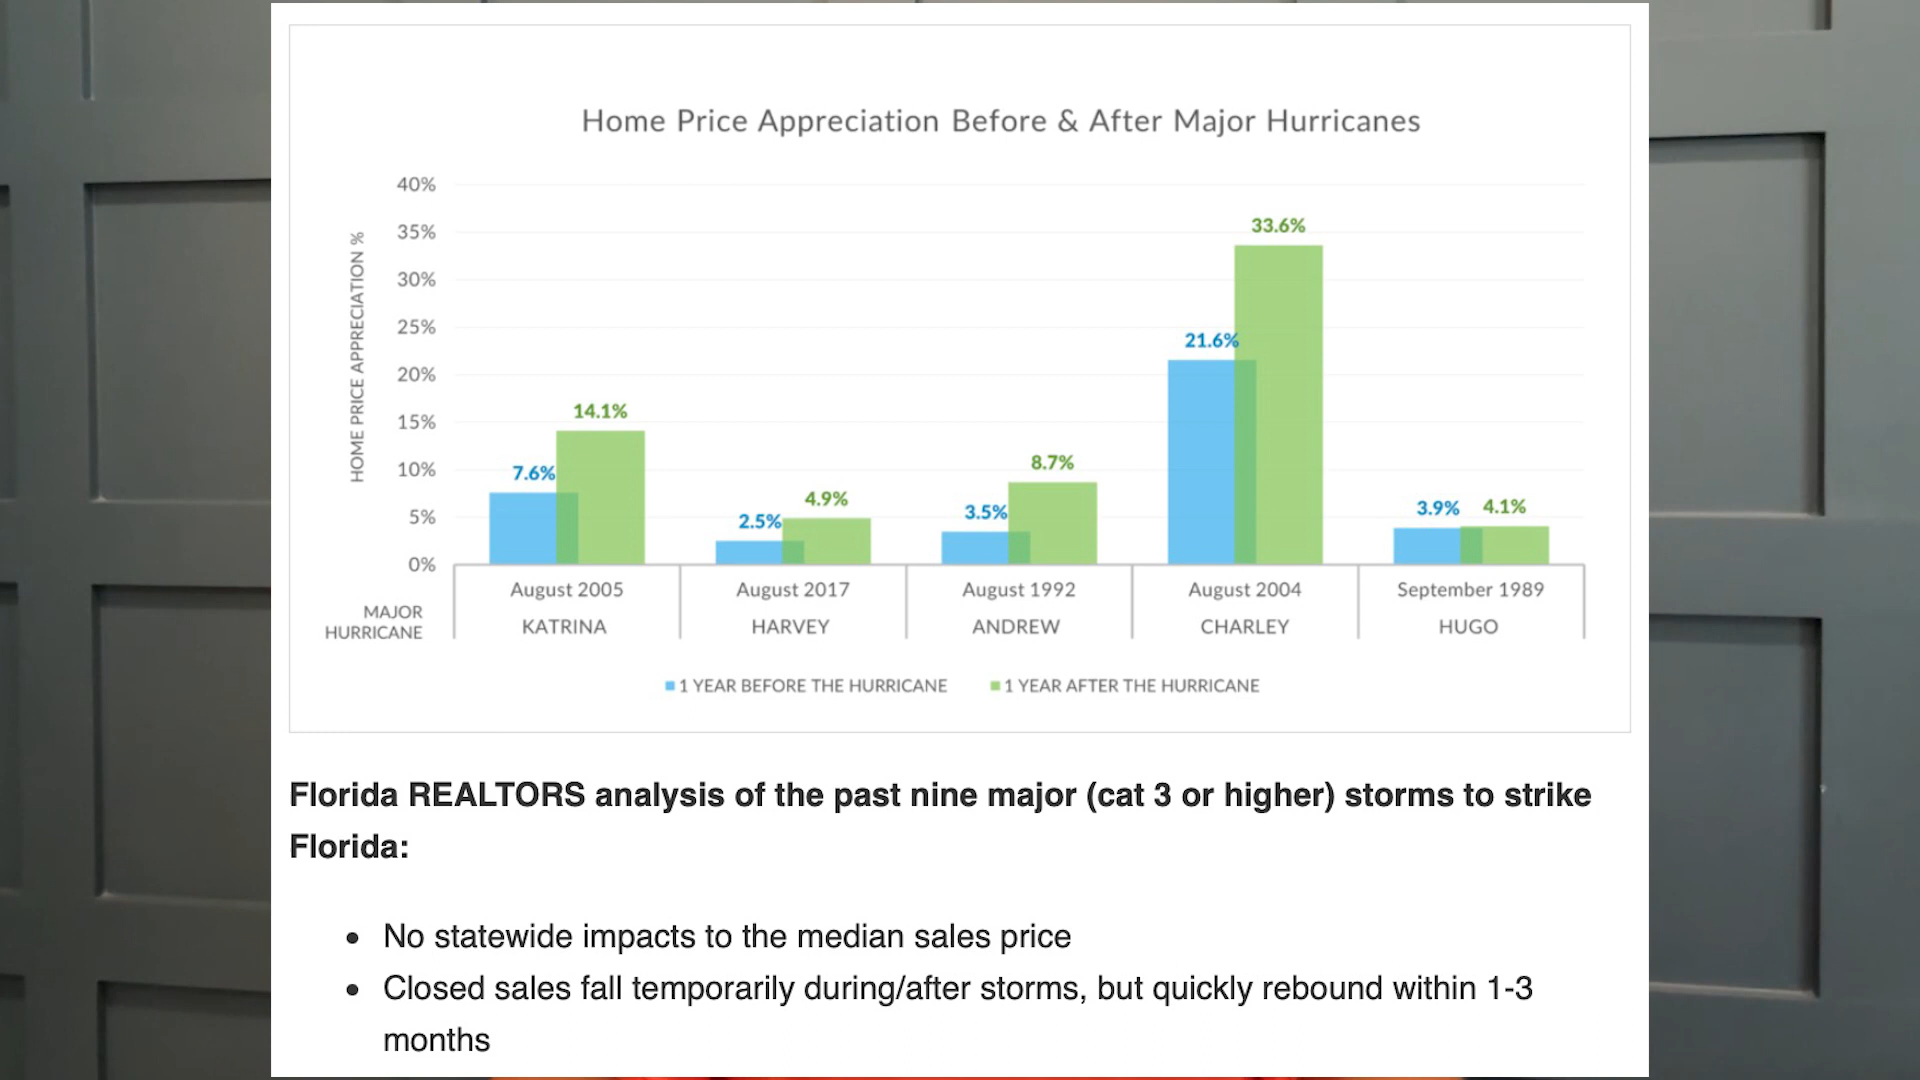 Home Price Appreciation Before & After Major Hurricanes
HOME PRICE APPRECIATION %
40%
35%
30%
25%
20%
15%
10%
5%
0%
7.6%
14.1%
2.5%
4.9%
3.5%
8.7%
21.6%
33.6%
3.9%
4.1%
August 2005
August 2017
August 1992
August 2004
September 1989
MAJOR
HURRICANE
KATRINA
HARVEY
ANDREW
CHARLEY
HUGO
1 YEAR BEFORE THE HURRICANE
1 YEAR AFTER THE HURRICANE
Florida REALTORS analysis of the past nine major (cat 3 or higher) storms to strike
Florida:
• No statewide impacts to the median sales price
• Closed sales fall temporarily during/after storms, but quickly rebound within 1-3
months